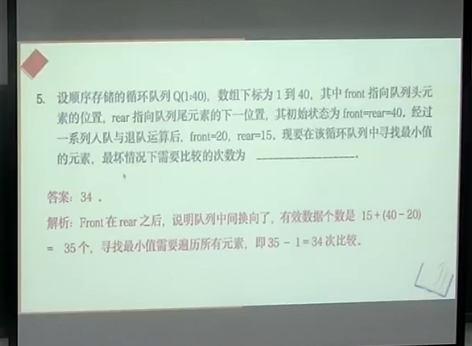 5. 设顺序存储的循环队列 Q(1:40), 数组下标为 1 到 40, 其中 front 指向队列头元
素的位置, rear 指向队列尾元素的下一位置, 其初始状态为 front=rear=40。经过
一系列入队与退队运算后, front=20, rear=15。现要在该循环队列中寻找最小值
的元素, 最坏情况下需要比较的次数为 ____________。
答案: 34 。
解析: Front 在 rear 之后, 说明队列中间换向了, 有效数据个数是 15+(40-20)
= 35 个, 寻找最小值需要遍历所有元素, 即 35 - 1 = 34 次比较。